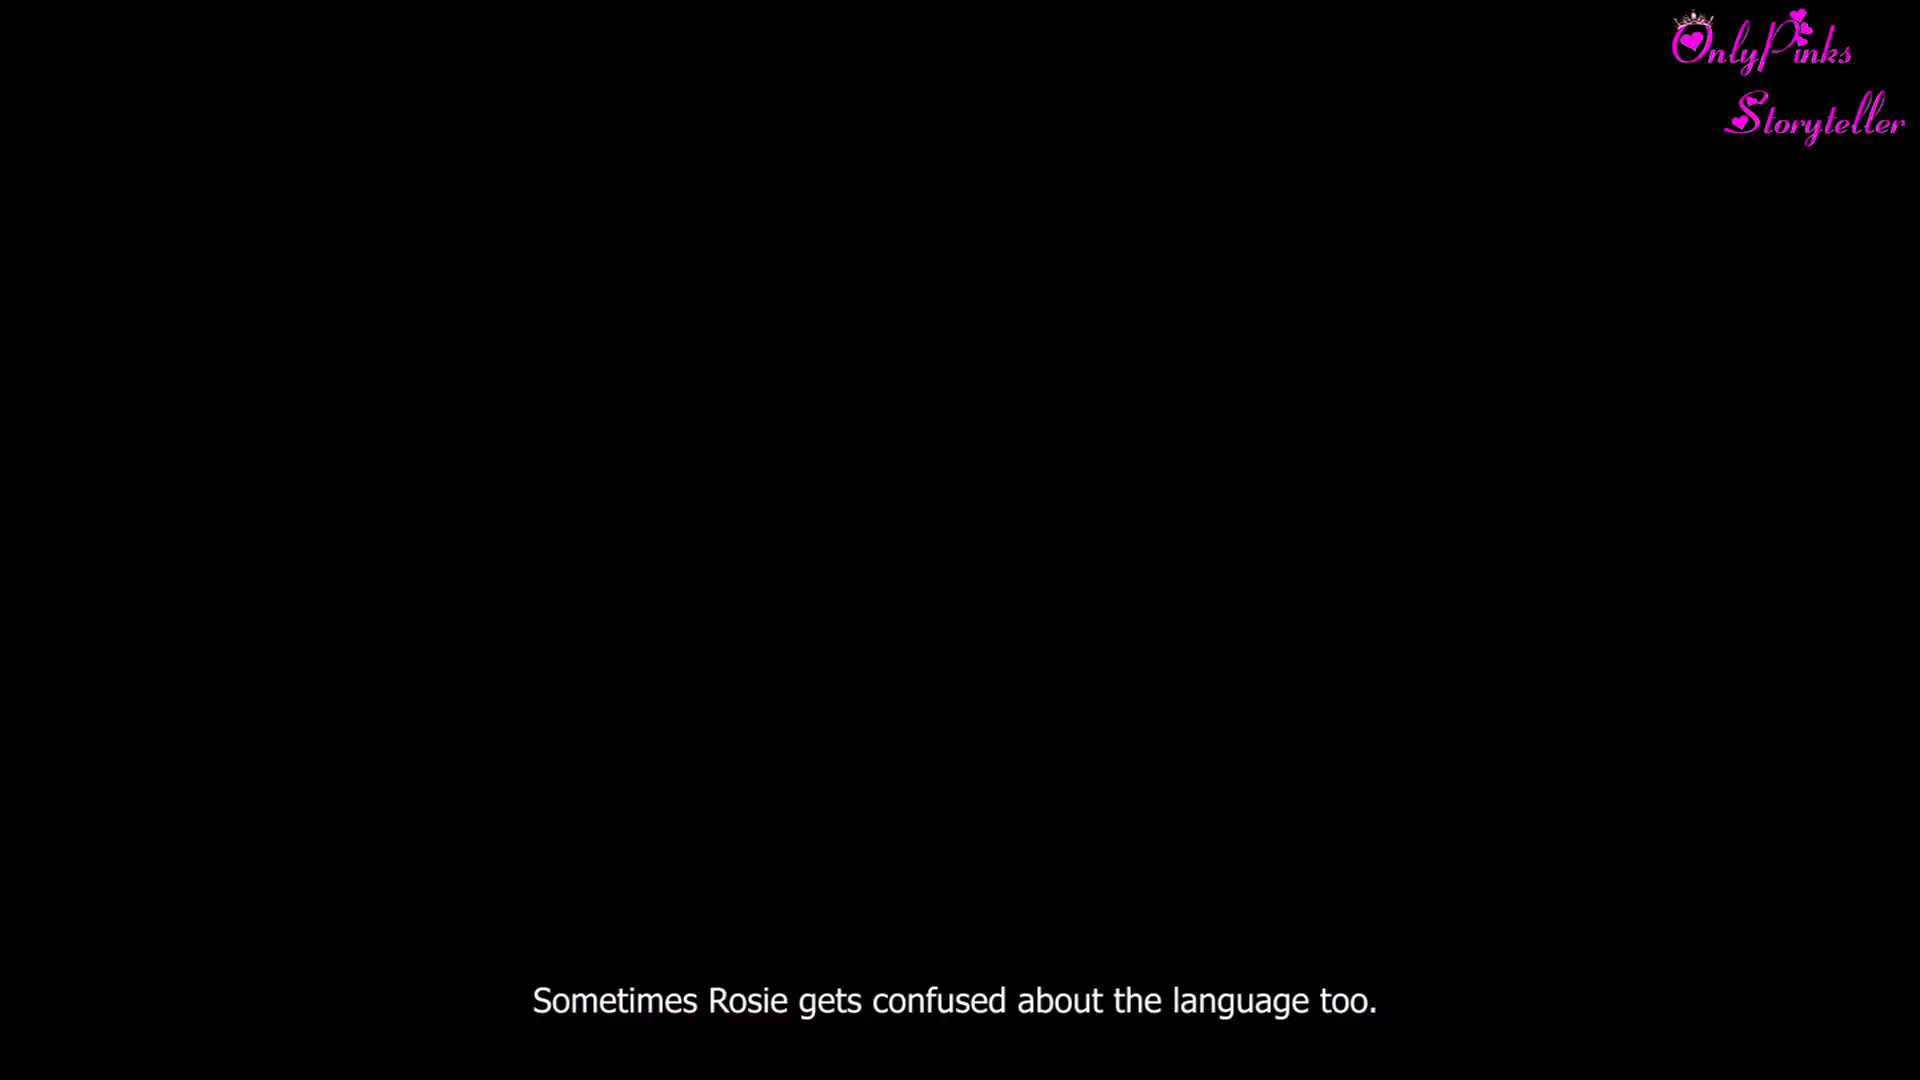 OnlyPinks
Storyteller
Sometimes Rosie gets confused about the language too.